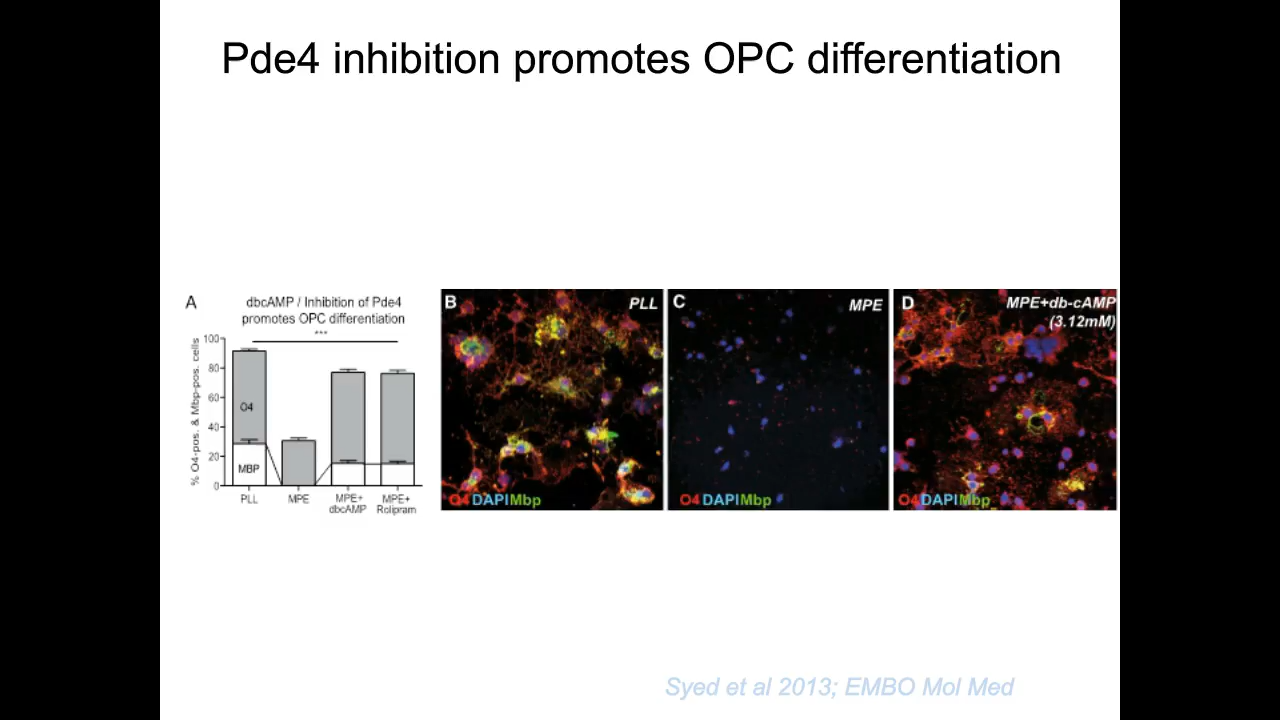 Pde4 inhibition promotes OPC differentiation
A
dbcAMP / Inhibition of Pde4
promotes OPC differentiation
***
% O4-pos. & Mbp-pos. cells
100
80
60
40
20
0
O4
MBP
PLL
MPE
MPE+
dbcAMP
MPE+
Rolipram
B
PLL
O4 DAPI Mbp
C
MPE
O4 DAPI Mbp
D
MPE+db-cAMP
(3.12mM)
O4 DAPI Mbp
Syed et al 2013; EMBO Mol Med